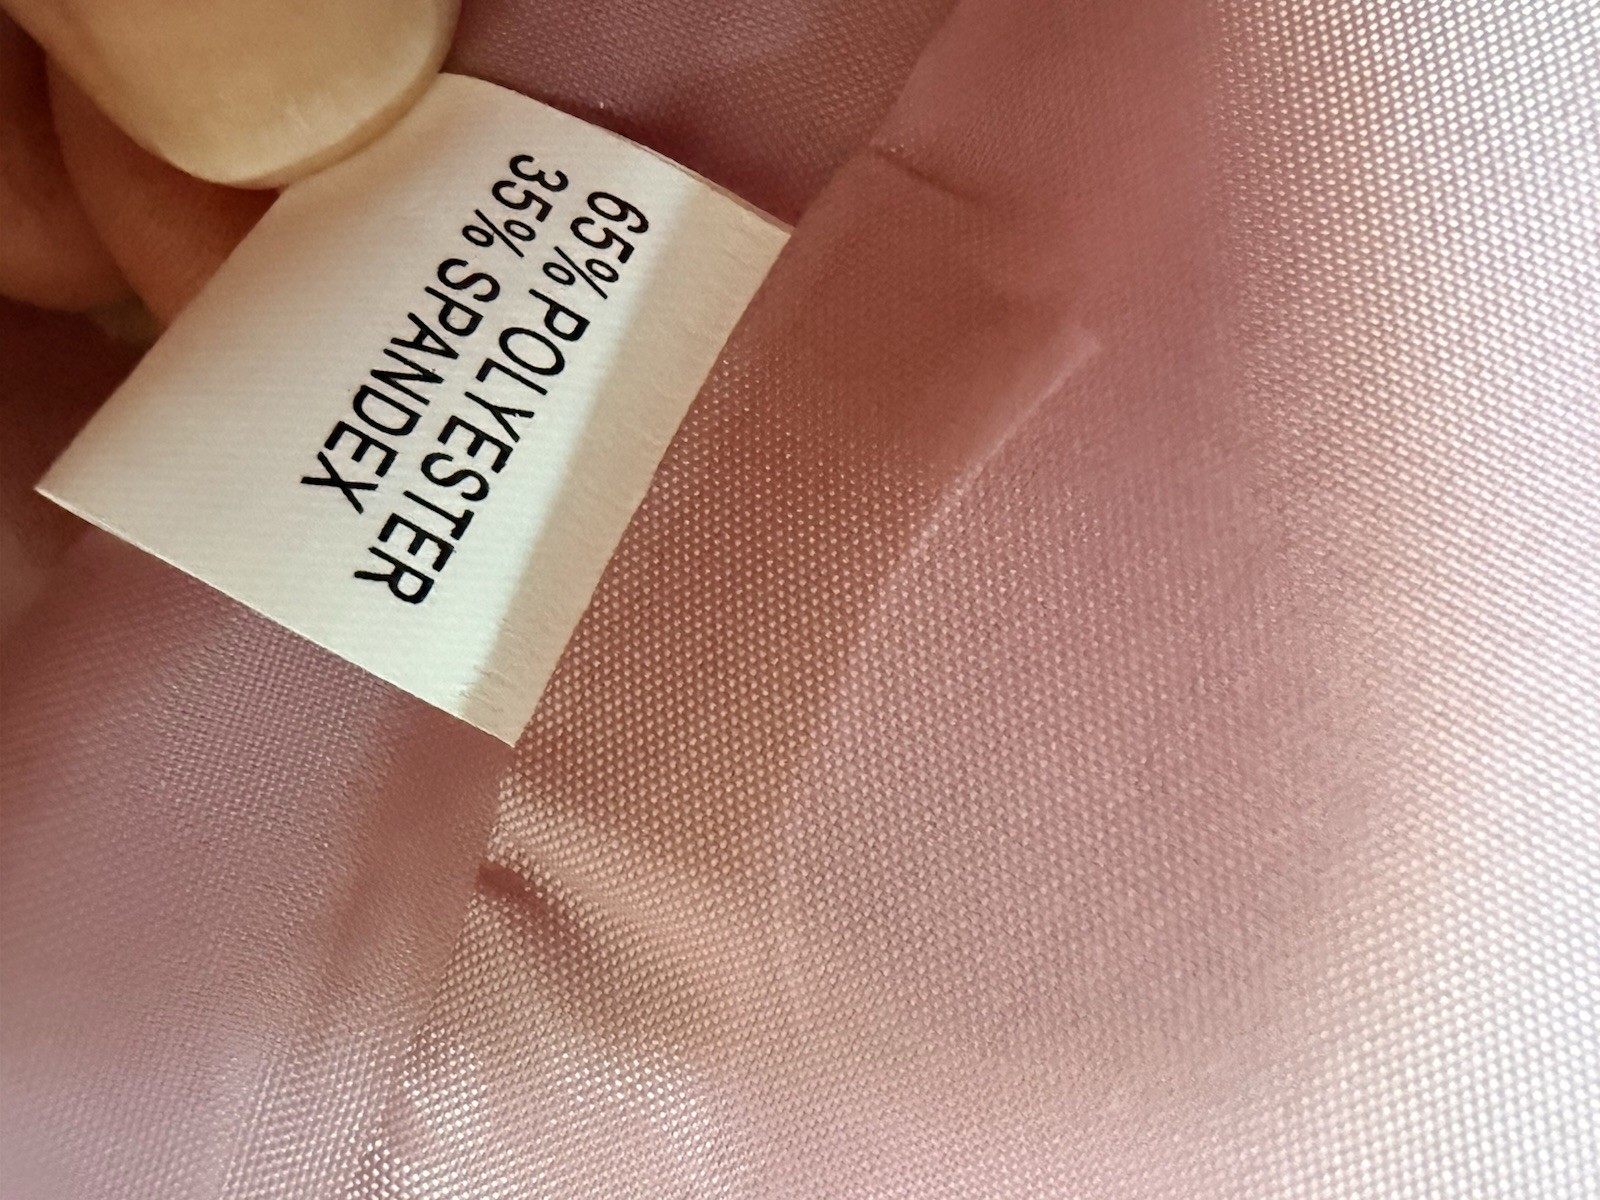 65% POLYESTER
35% SPANDEX